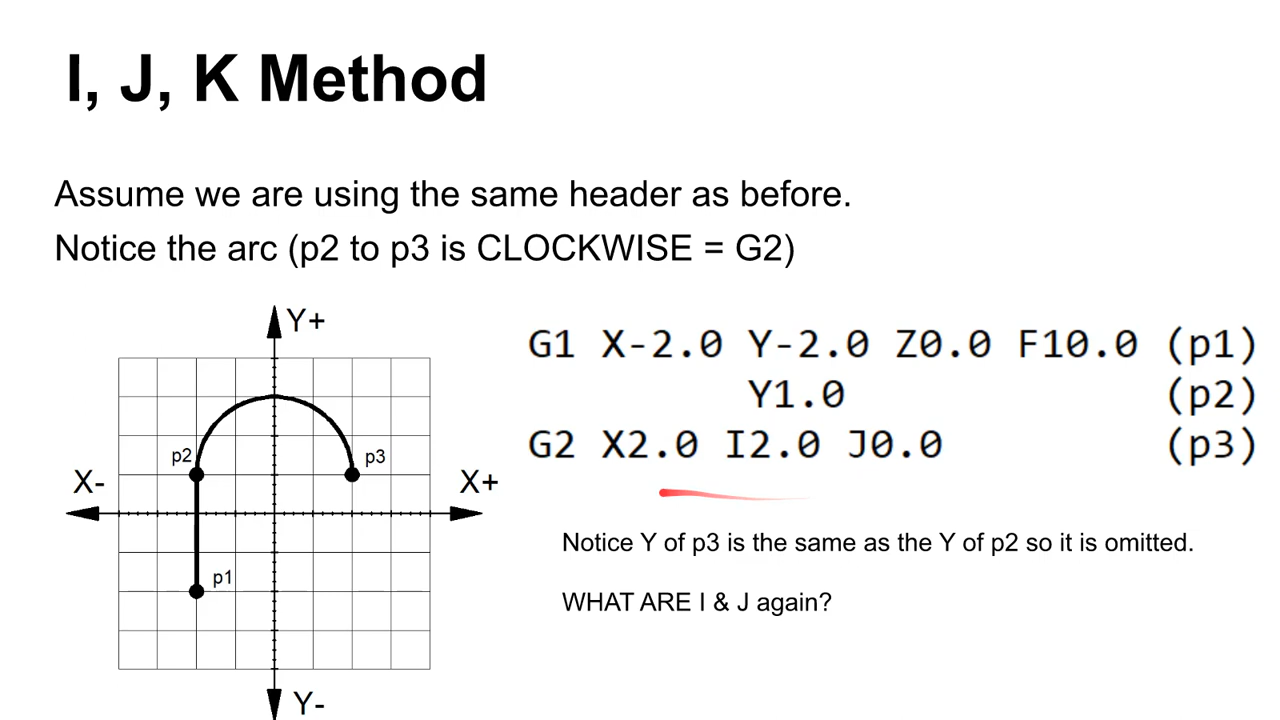 I, J, K Method
Assume we are using the same header as before.
Notice the arc (p2 to p3 is CLOCKWISE = G2)
Y+
G1 X-2.0 Y-2.0 Z0.0 F10.0 (p1)
Y1.0 (p2)
G2 X2.0 I2.0 J0.0 (p3)
p2
p3
X-
X+
p1
Y-
Notice Y of p3 is the same as the Y of p2 so it is omitted.
WHAT ARE I & J again?